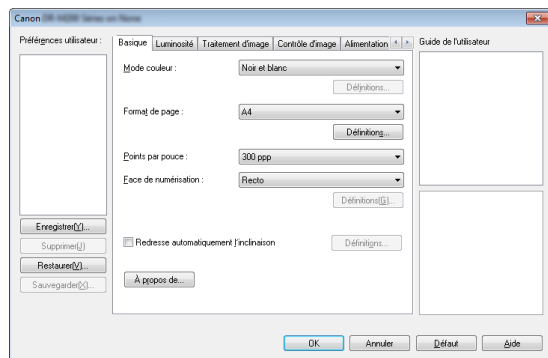 Canon
Préférences utilisateur :
Enregistrer(Y)...
Supprimer(J)
Restaurer(V)...
Sauvegarder(X)...
Basique
Luminosité
Traitement d'image
Contrôle d'image
Alimentation
Mode couleur :
Noir et blanc
Définitions...
Format de page :
A4
Définitions...
Points par pouce :
300 ppp
Face de numérisation :
Recto
Définitions(G)...
Redresse automatiquement l'inclinaison
Définitions...
À propos de...
Guide de l'utilisateur
OK
Annuler
Défaut
Aide